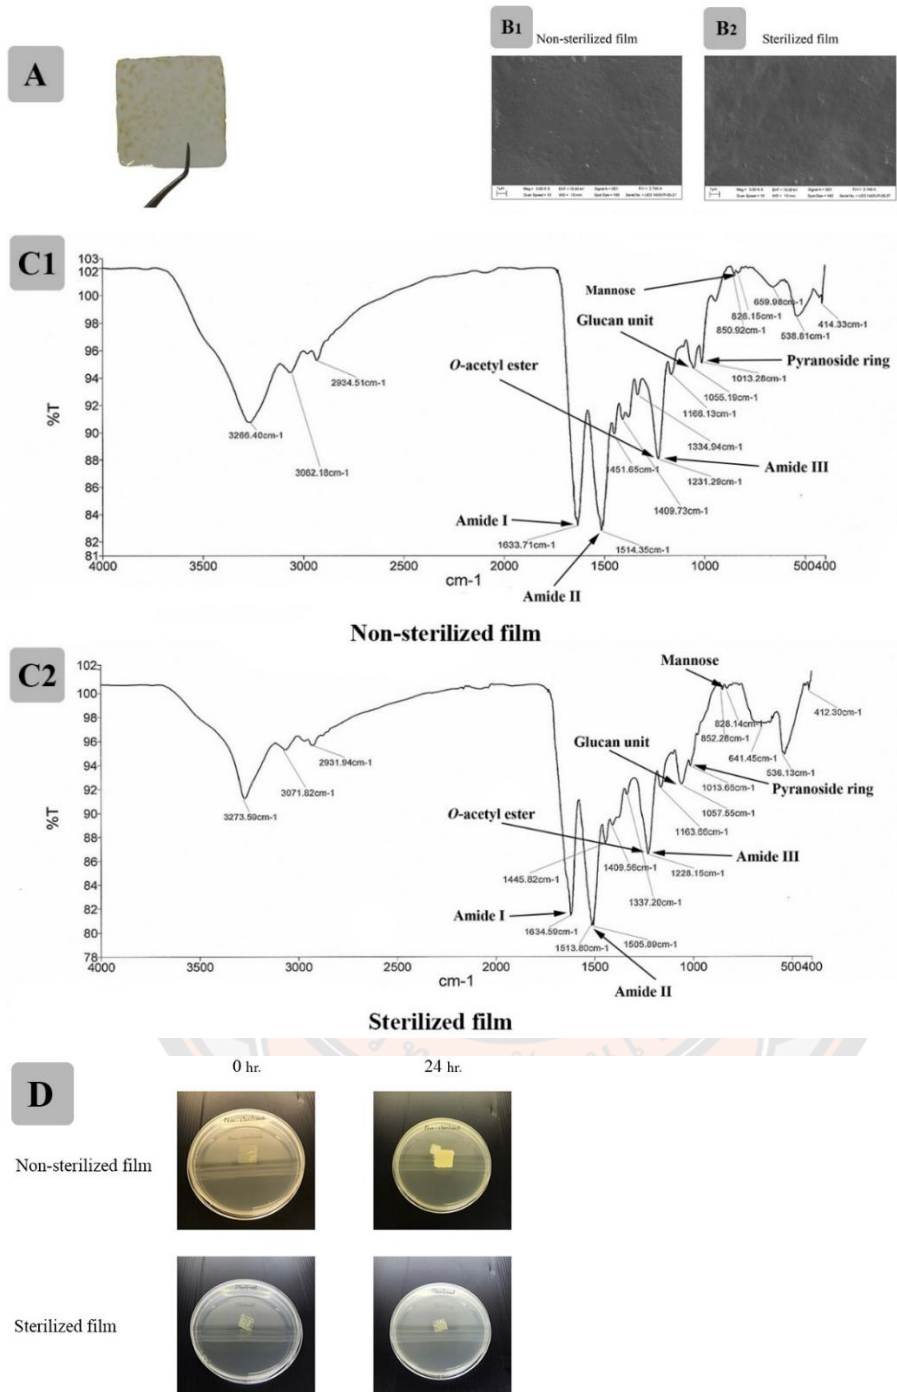 A
B1
Non-sterilized film
B2
Sterilized film
C1
103
102
100
98
96
94
92
90
88
86
84
82
81
%T
4000
3500
3000
2500
2000
1500
1000
500400
cm-1
3266.40cm-1
3062.18cm-1
2934.51cm-1
Amide I
1633.71cm-1
1514.35cm-1
Amide II
O-acetyl ester
1451.65cm-1
1409.73cm-1
1334.94cm-1
1231.29cm-1
Amide III
1166.13cm-1
Glucan unit
1055.19cm-1
1013.28cm-1
Pyranoside ring
Mannose
850.92cm-1
826.15cm-1
659.98cm-1
538.81cm-1
414.33cm-1
Non-sterilized film
C2
102
100
98
96
94
92
90
88
86
84
82
80
78
%T
4000
3000
2000
1500
1000
500400
cm-1
3273.59cm-1
3071.82cm-1
2931.94cm-1
Amide I
1634.59cm-1
1513.80cm-1
1505.89cm-1
Amide II
O-acetyl ester
1445.82cm-1
1409.56cm-1
1337.20cm-1
1228.15cm-1
Amide III
1163.66cm-1
Glucan unit
1057.55cm-1
1013.65cm-1
Pyranoside ring
Mannose
852.28cm-1
828.14cm-1
641.45cm-1
536.13cm-1
412.30cm-1
Sterilized film
D
0 hr.
24 hr.
Non-sterilized film
Sterilized film